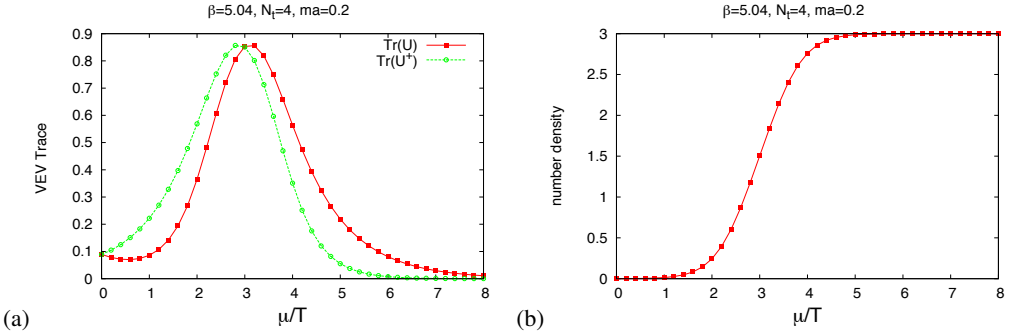 β=5.04, N_t=4, ma=0.2
VEV Trace
0.9
0.8
0.7
0.6
0.5
0.4
0.3
0.2
0.1
0
Tr(U)
Tr(U⁺)
0 1 2 3 4 5 6 7 8
μ/T
(a)
β=5.04, N_t=4, ma=0.2
number density
3
2.5
2
1.5
1
0.5
0
0 1 2 3 4 5 6 7 8
μ/T
(b)